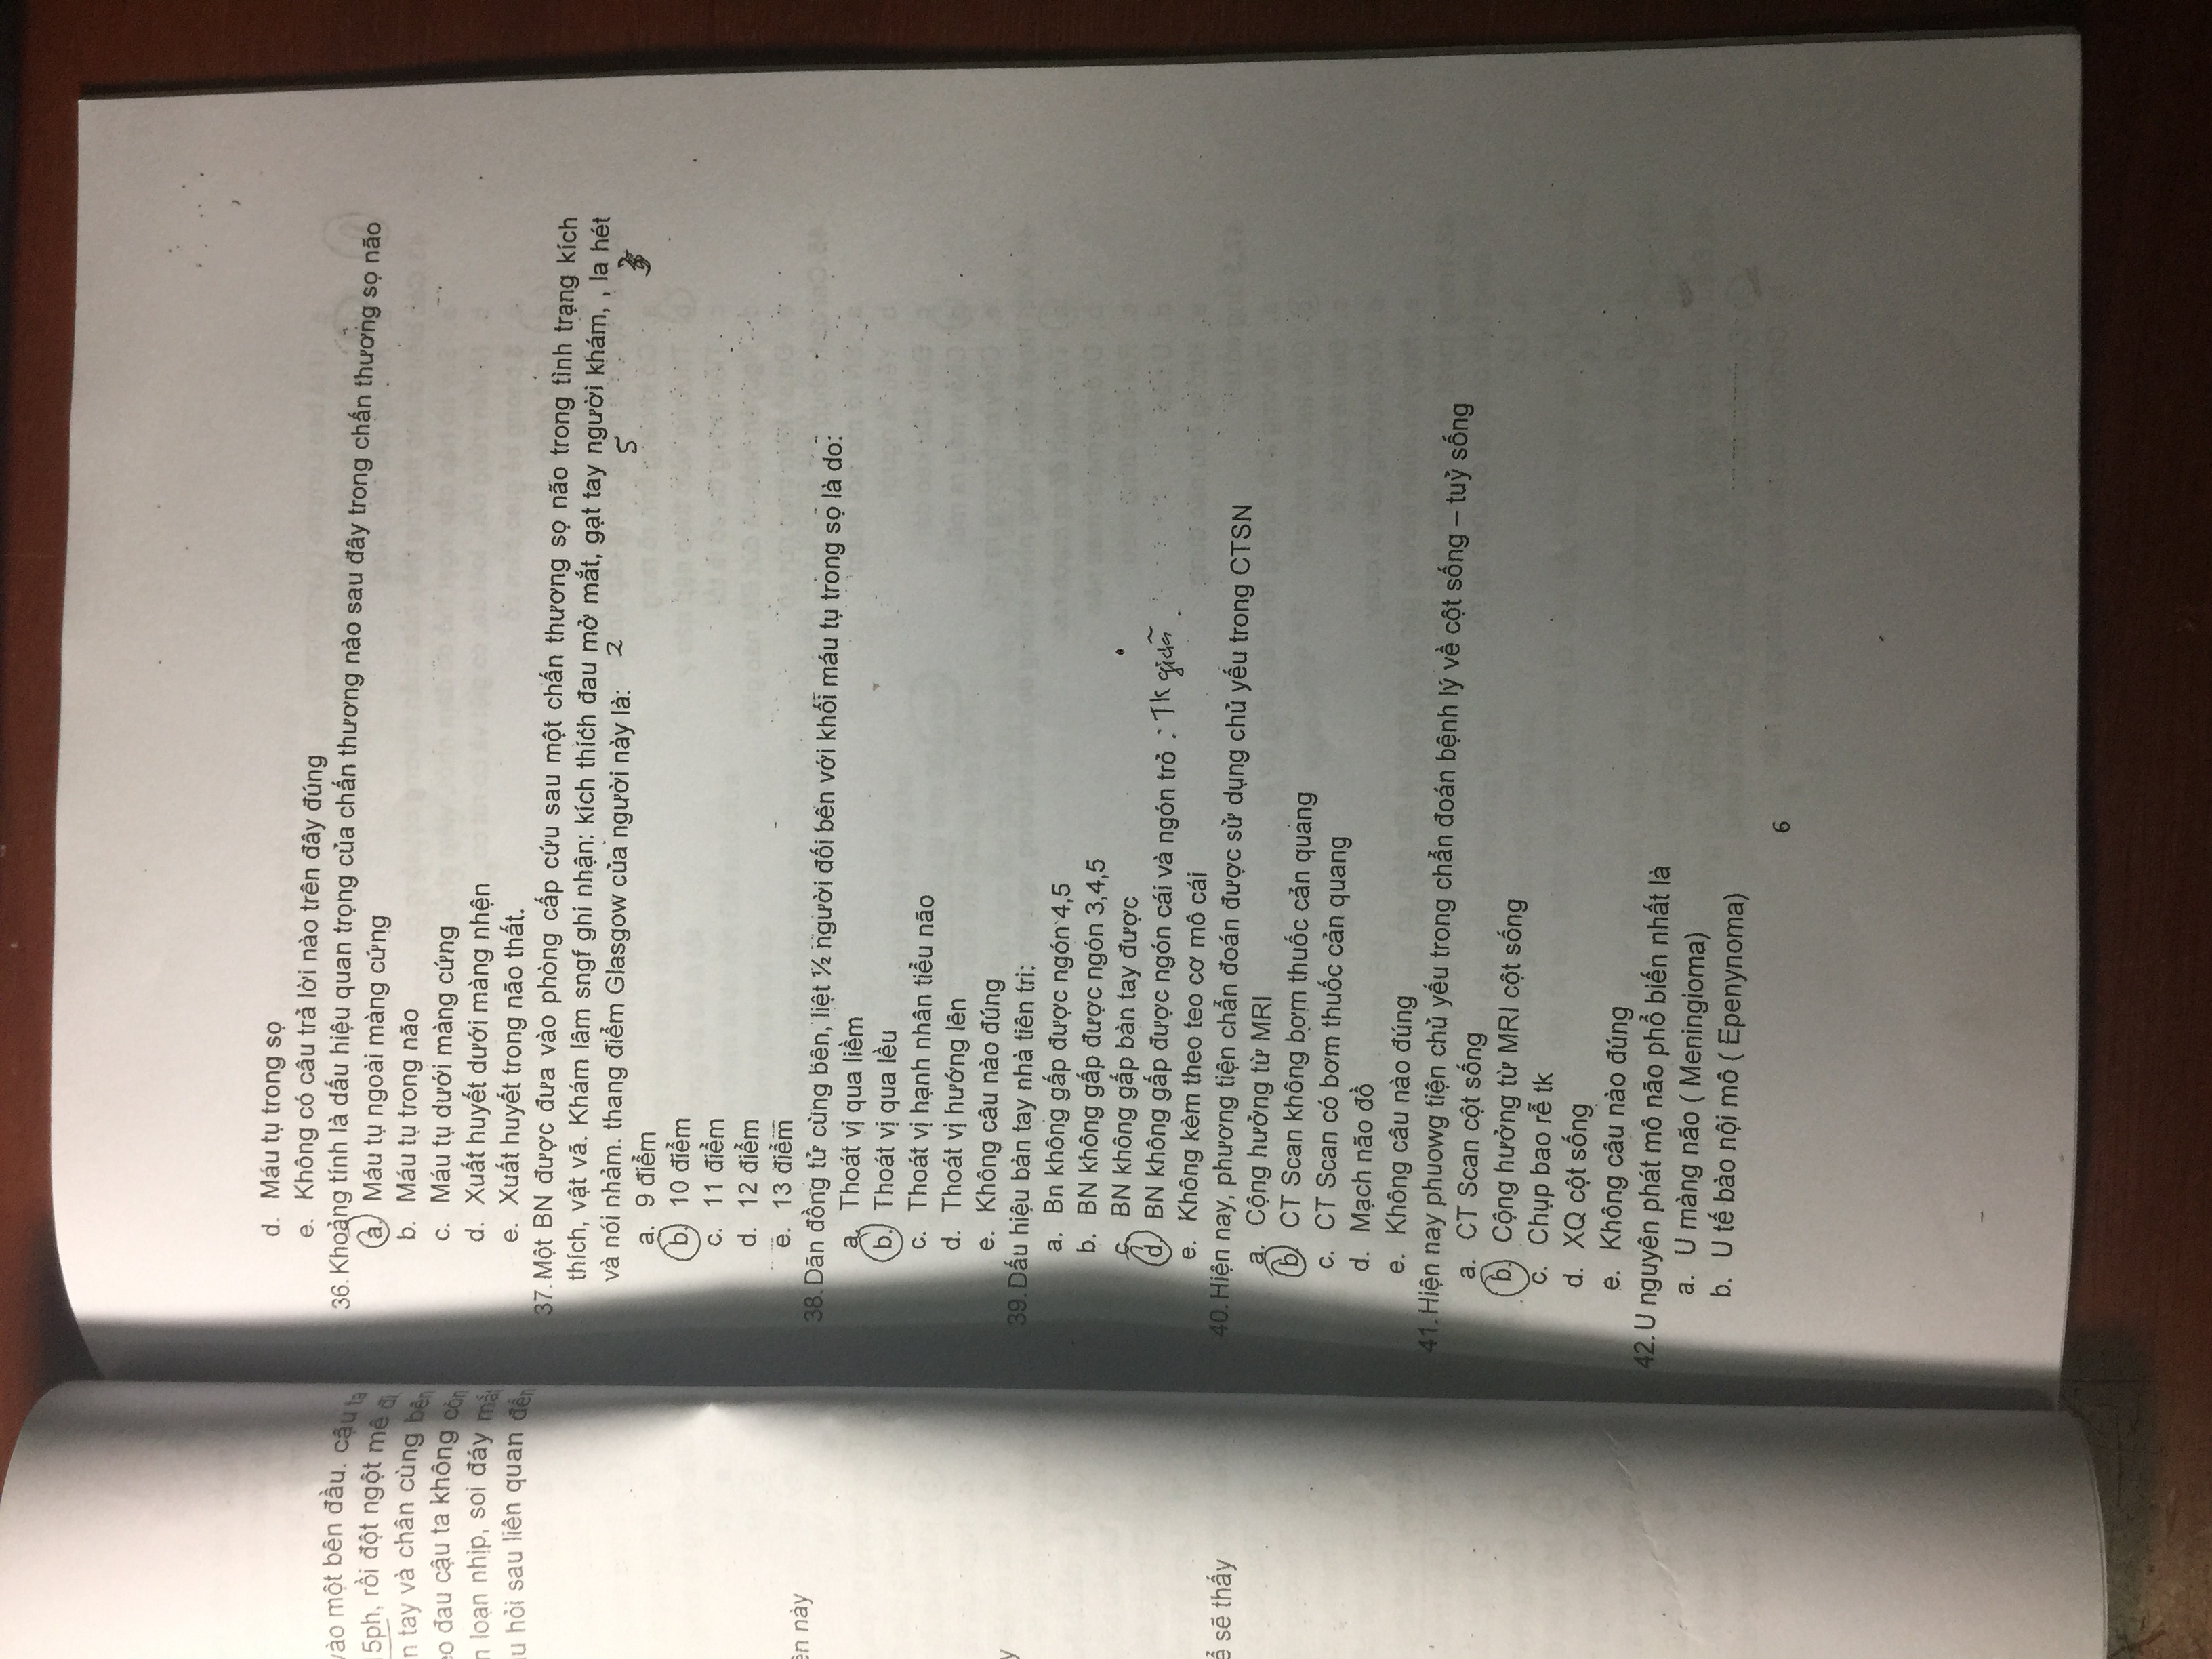 vào một bên đầu. cậu ta
15ph, rồi đột ngột mê đi.
n tay và chân cùng bên
eo đau cậu ta không còn
n loạn nhịp, soi đáy mắt
u hỏi sau liên quan đến
ên này
y
ể sẽ thấy
d. Máu tụ trong sọ
e. Không có câu trả lời nào trên đây đúng
36. Khoảng tính là dấu hiệu quan trọng của chấn thương nào sau đây trong chấn thương sọ não
a. Máu tụ ngoài màng cứng
b. Máu tụ trong não
c. Máu tụ dưới màng cứng
d. Xuất huyết dưới màng nhện
e. Xuất huyết trong não thất.
37. Một BN được đưa vào phòng cấp cứu sau một chấn thương sọ não trong tình trạng kích
thích, vật vã. Khám lâm sngf ghi nhận: kích thích đau mở mắt, gạt tay người khám, , la hét
và nói nhảm. thang điểm Glasgow của người này là: 2 5
a. 9 điểm
b. 10 điểm
c. 11 điểm
d. 12 điểm
e. 13 điểm
38. Dãn đồng tử cùng bên, liệt ½ người đối bên với khối máu tụ trong sọ là do:
a. Thoát vị qua liềm
b. Thoát vị qua lều
c. Thoát vị hạnh nhân tiểu não
d. Thoát vị hướng lên
e. Không câu nào đúng
39. Dấu hiệu bàn tay nhà tiên tri:
a. Bn không gấp được ngón 4,5
b. BN không gấp được ngón 3,4,5
c. BN không gấp bàn tay được
d. BN không gấp được ngón cái và ngón trỏ : TK giữa.
e. Không kèm theo teo cơ mô cái
40. Hiện nay, phương tiện chẩn đoán được sử dụng chủ yếu trong CTSN
a. Cộng hưởng từ MRI
b. CT Scan không bơm thuốc cản quang
c. CT Scan có bơm thuốc cản quang
d. Mạch não đồ
e. Không câu nào đúng
41. Hiện nay phuowg tiện chủ yếu trong chẩn đoán bệnh lý về cột sống – tuỷ sống
a. CT Scan cột sống
b. Cộng hưởng từ MRI cột sống
c. Chụp bao rễ tk
d. XQ cột sống
e. Không câu nào đúng
42. U nguyên phát mô não phổ biến nhất là
a. U màng não ( Meningioma)
b. U tế bào nội mô ( Epenynoma)
6